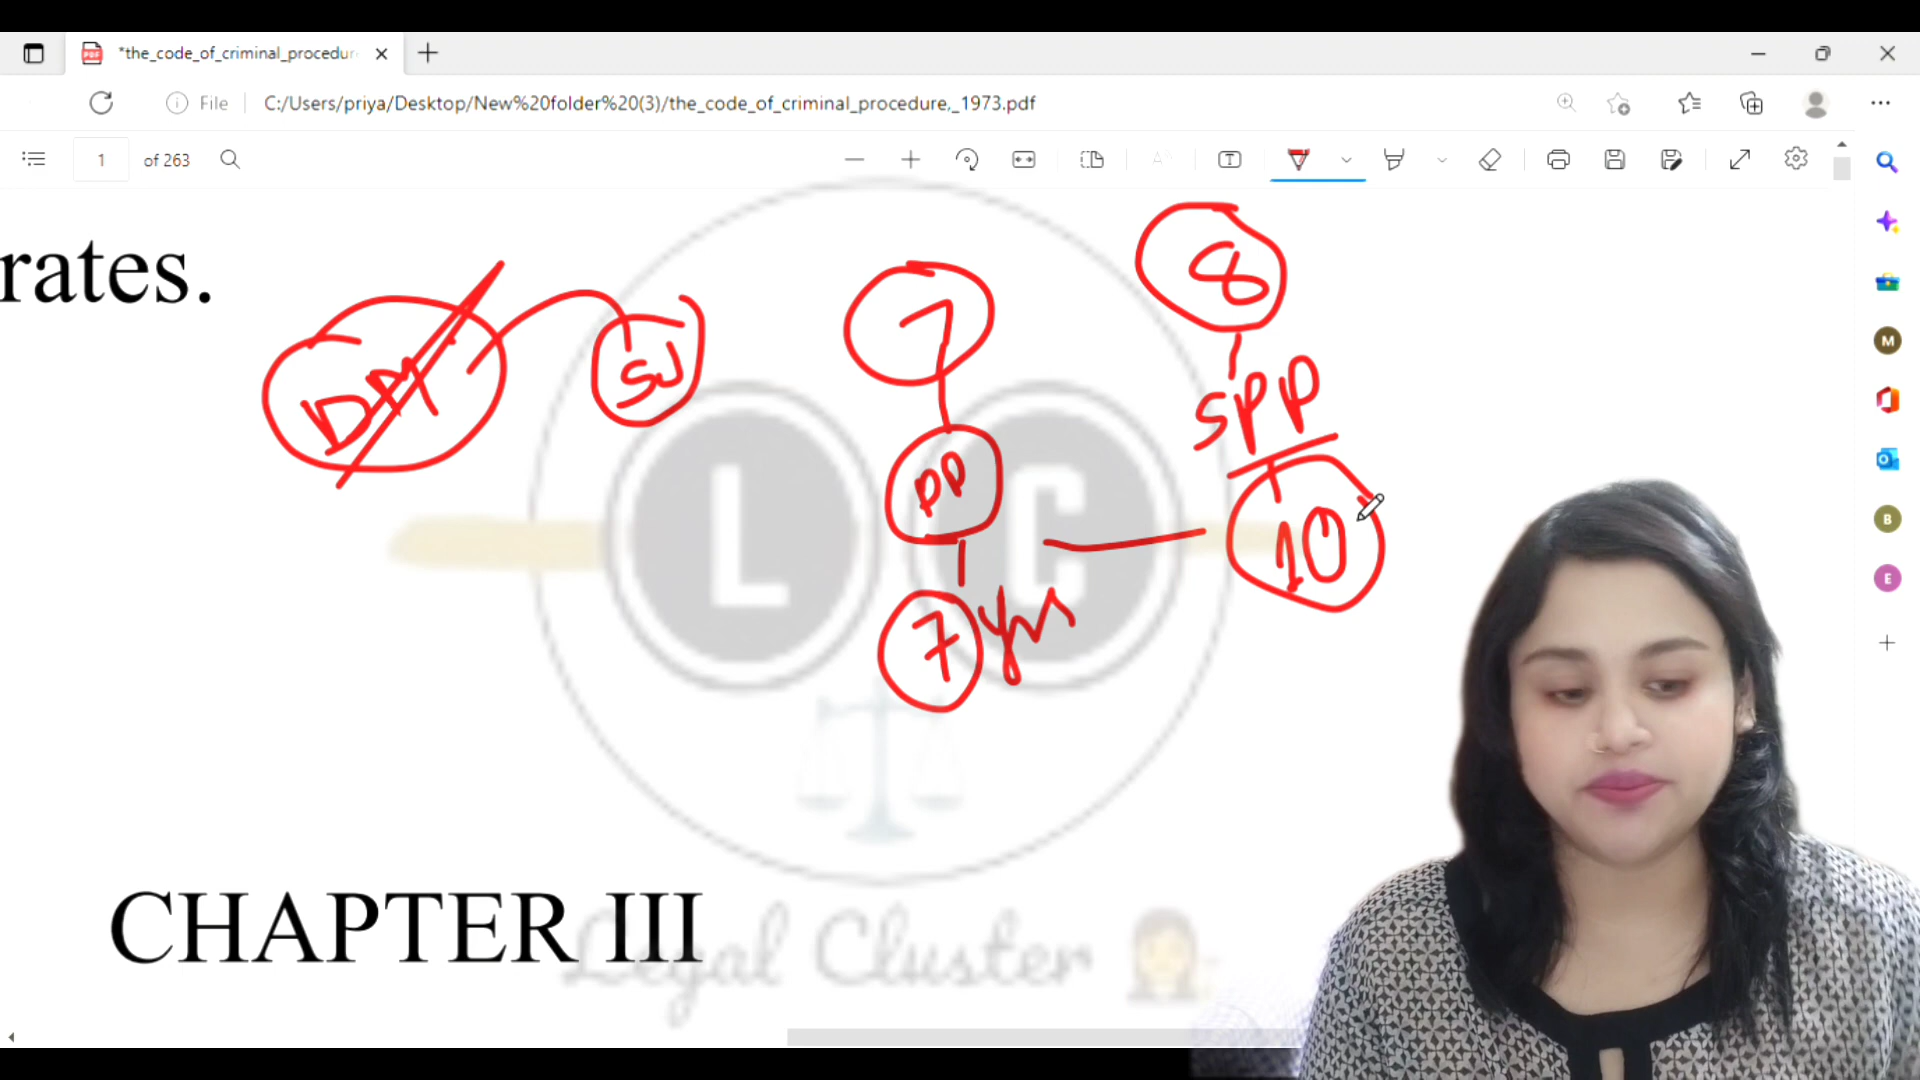 *the_code_of_criminal_procedur
File
C:/Users/priya/Desktop/New%20folder%20(3)/the_code_of_criminal_procedure,_1973.pdf
1 of 263
rates.
8
7
DM
SJ
SPP
PP
10
7 yrs
L C
CHAPTER III
Legal Cluster
M
B
E